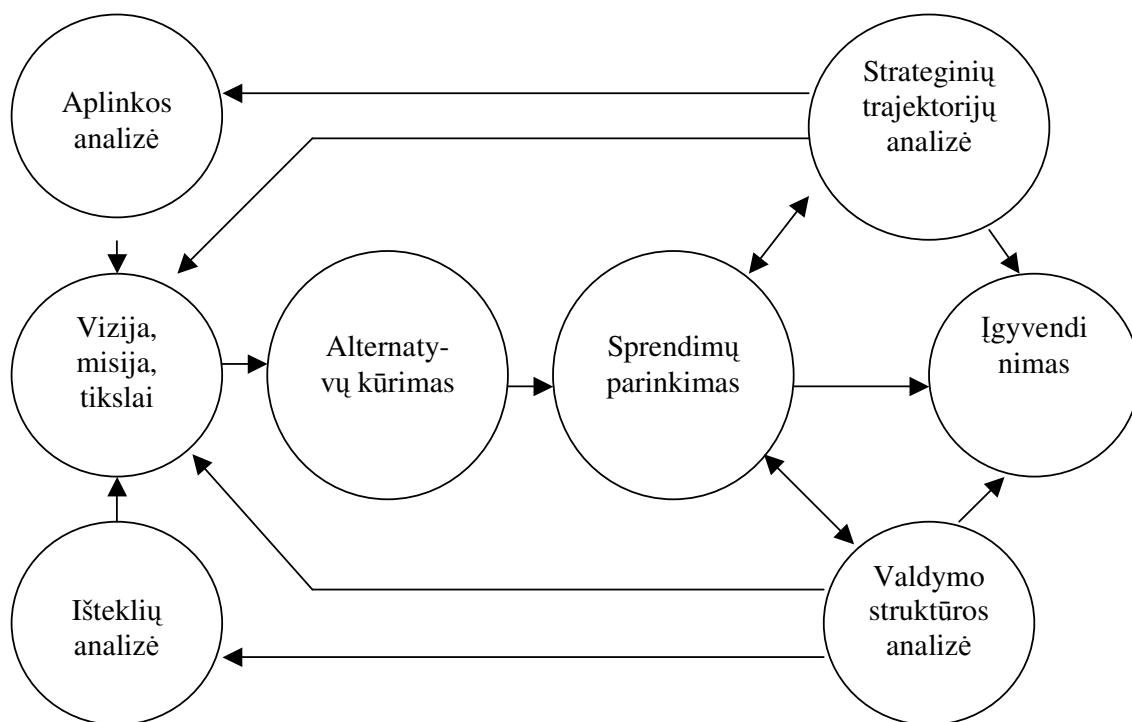 Aplinkos
analizė
Strateginių
trajektorijų
analizė
Vizija,
misija,
tikslai
Alternaty-
vų kūrimas
Sprendimų
parinkimas
Įgyvendi
nimas
Išteklių
analizė
Valdymo
struktūros
analizė